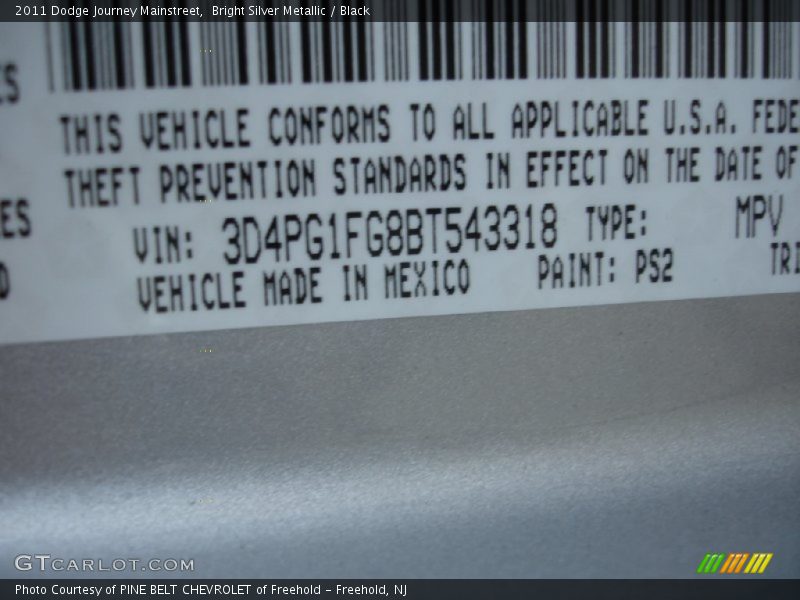 2011 Dodge Journey Mainstreet, Bright Silver Metallic / Black
THIS VEHICLE CONFORMS TO ALL APPLICABLE U.S.A. FEDE
THEFT PREVENTION STANDARDS IN EFFECT ON THE DATE OF
ES
VIN: 3D4PG1FG8BT543318 TYPE: MPV
VEHICLE MADE IN MEXICO PAINT: PS2 TRI
GTCARLOT.COM
Photo Courtesy of PINE BELT CHEVROLET of Freehold - Freehold, NJ